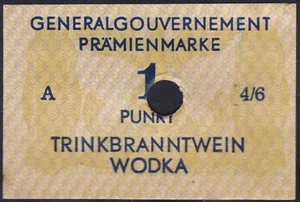 GENERALGOUVERNEMENT
PRÄMIENMARKE
A 1 4/6
PUNKT
TRINKBRANNTWEIN
WODKA